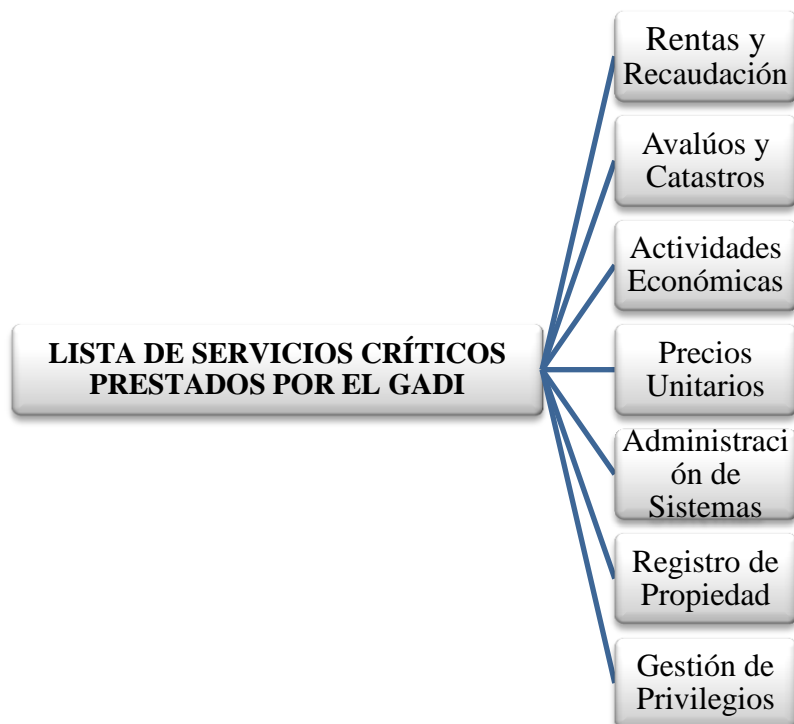 Rentas y
Recaudación
Avalúos y
Catastros
Actividades
Económicas
LISTA DE SERVICIOS CRÍTICOS
PRESTADOS POR EL GADI
Precios
Unitarios
Administraci
ón de
Sistemas
Registro de
Propiedad
Gestión de
Privilegios